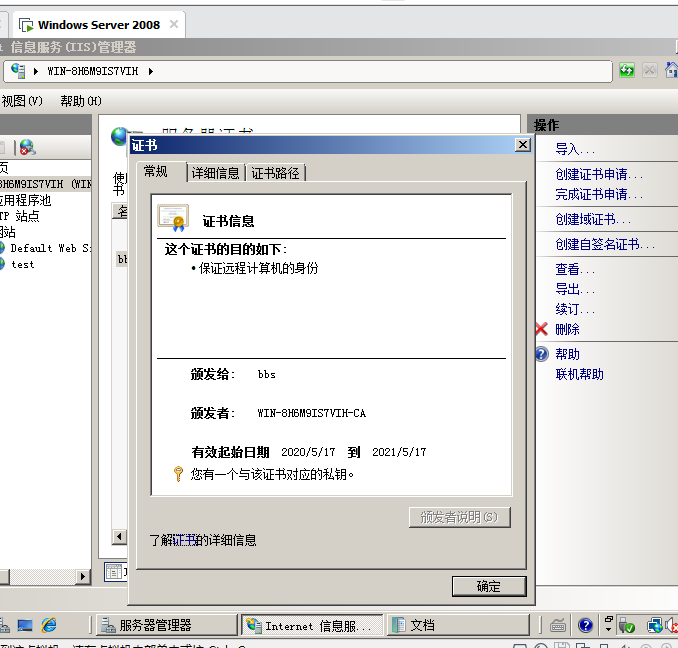 Windows Server 2008
信息服务(IIS)管理器
WIN-8H6M9IS7VIH
视图(V) 帮助(H)
服务器证书
操作
证书
导入...
常规 详细信息 证书路径
创建证书申请...
完成证书申请...
创建域证书...
创建自签名证书...
查看...
导出...
续订...
删除
帮助
联机帮助
页
8H6M9IS7VIH (WIN
应用程序池
TP 站点
网站
Default Web Si
test
使
书
名
bb
证书信息
这个证书的目的如下:
•保证远程计算机的身份
颁发给: bbs
颁发者: WIN-8H6M9IS7VIH-CA
有效起始日期 2020/5/17 到 2021/5/17
您有一个与该证书对应的私钥。
颁发者说明(S)
了解证书的详细信息
确定
服务器管理器
Internet 信息服...
文档